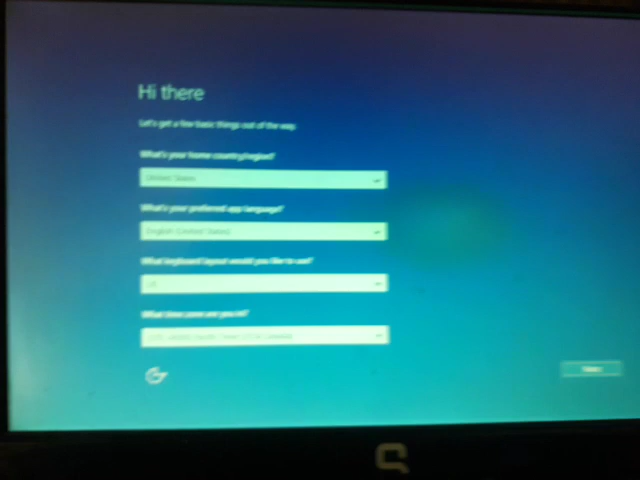 Hi there
Let's get a few basic things out of the way.
What's your home country/region?
United States
What's your preferred app language?
English (United States)
What keyboard layout would you like to use?
US
What time zone are you in?